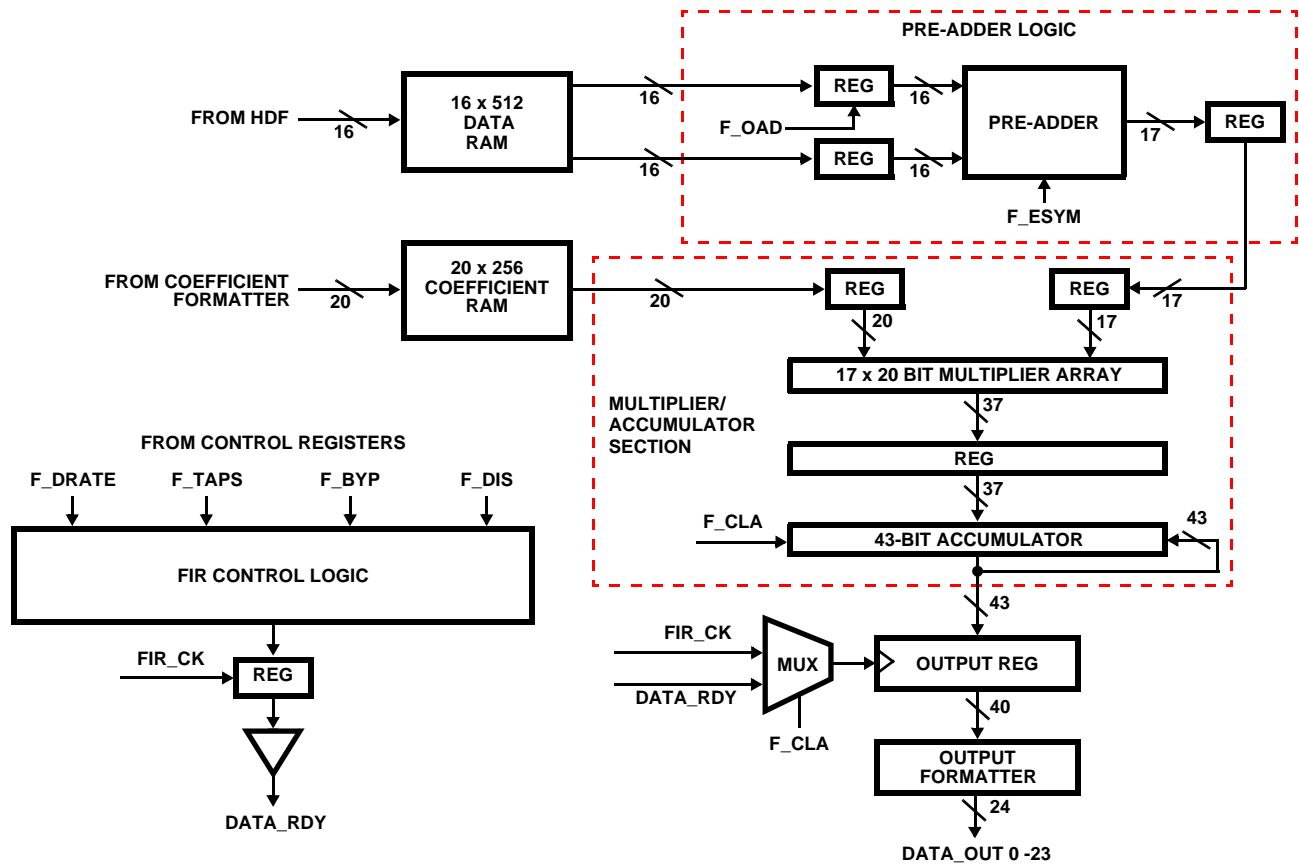 PRE-ADDER LOGIC
FROM HDF
16
16 x 512
DATA
RAM
16
16
REG
F_OAD
REG
16
16
PRE-ADDER
F_ESYM
17
REG
FROM COEFFICIENT
FORMATTER
20
20 x 256
COEFFICIENT
RAM
20
REG
REG
17
20
17
17 x 20 BIT MULTIPLIER ARRAY
MULTIPLIER/
ACCUMULATOR
SECTION
37
REG
37
F_CLA
43-BIT ACCUMULATOR
43
43
FROM CONTROL REGISTERS
F_DRATE
F_TAPS
F_BYP
F_DIS
FIR CONTROL LOGIC
FIR_CK
REG
DATA_RDY
FIR_CK
DATA_RDY
MUX
F_CLA
OUTPUT REG
40
OUTPUT
FORMATTER
24
DATA_OUT 0 -23